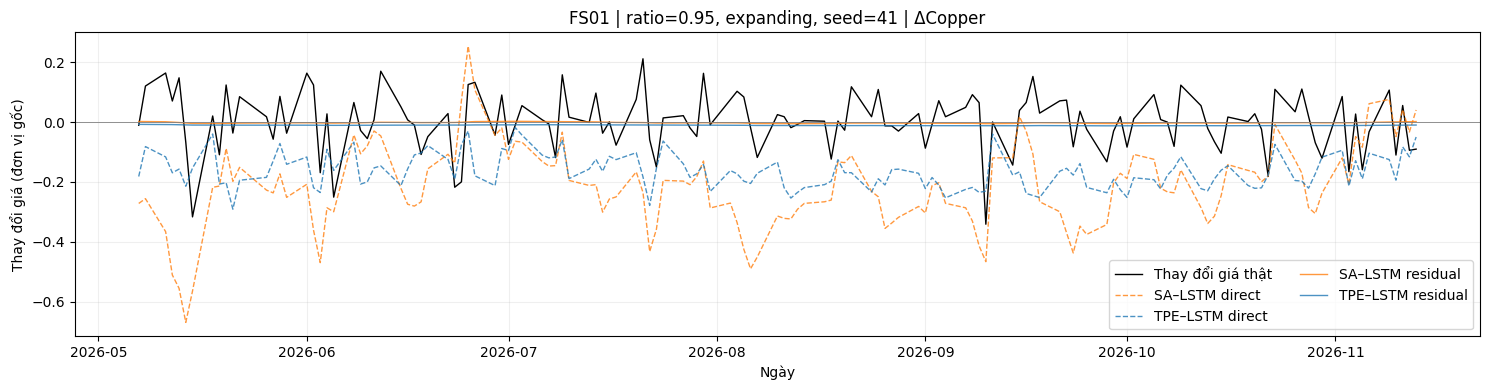 FS01 | ratio=0.95, expanding, seed=41 | ΔCopper
Thay đổi giá (đơn vị gốc)
0.2
0.0
−0.2
−0.4
−0.6
Thay đổi giá thật
SA–LSTM direct
TPE–LSTM direct
SA–LSTM residual
TPE–LSTM residual
2026-05
2026-06
2026-07
2026-08
2026-09
2026-10
2026-11
Ngày